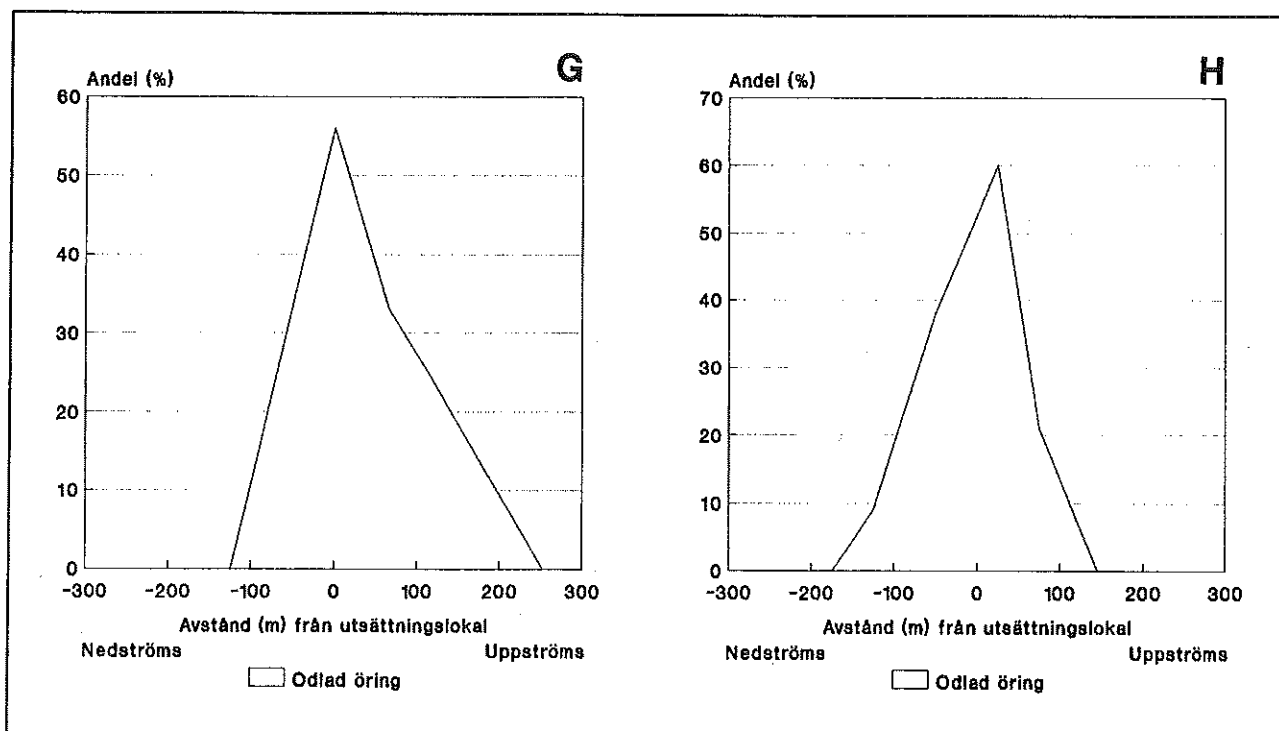 G
Andel (%)
60
50
40
30
20
10
0
-300 -200 -100 0 100 200 300
Avstånd (m) från utsättningslokal
Nedströms Uppströms
Odlad öring
H
Andel (%)
70
60
50
40
30
20
10
0
-300 -200 -100 0 100 200 300
Avstånd (m) från utsättningslokal
Nedströms Uppströms
Odlad öring